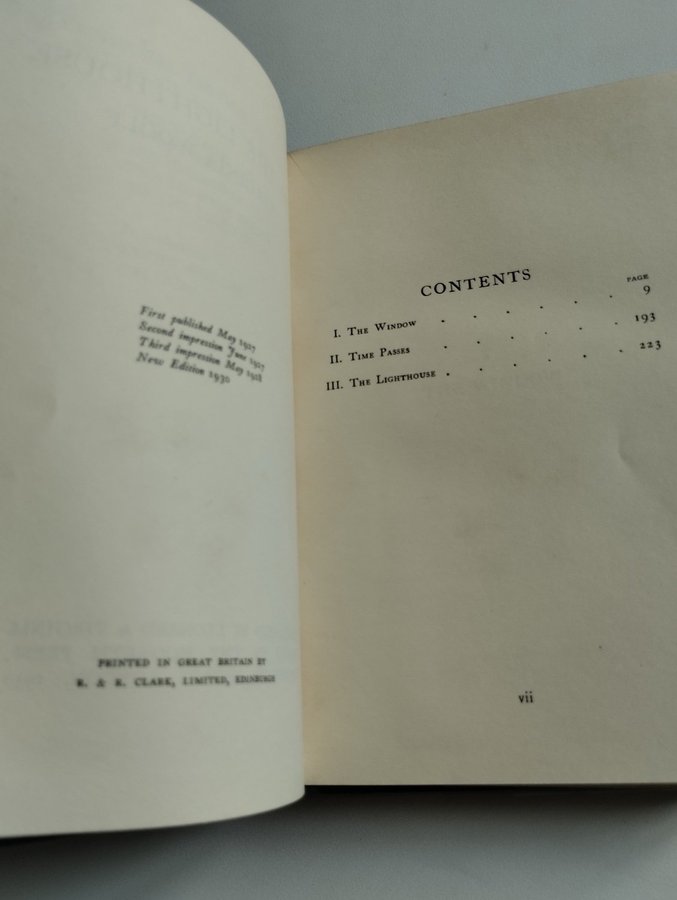 First published May 1927
Second impression June 1927
Third impression May 1928
New Edition 1930
PRINTED IN GREAT BRITAIN BY
R. & R. CLARK, LIMITED, EDINBURGH
CONTENTS
PAGE
I. The Window . . . . . . 9
II. Time Passes . . . . . . 193
III. The Lighthouse . . . . . . 223
vii